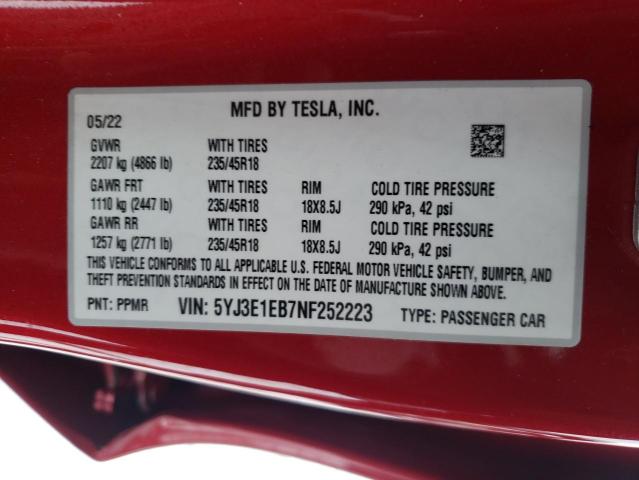 MFD BY TESLA, INC.
05/22
GVWR WITH TIRES
2207 kg (4866 lb) 235/45R18
GAWR FRT WITH TIRES RIM COLD TIRE PRESSURE
1110 kg (2447 lb) 235/45R18 18X8.5J 290 kPa, 42 psi
GAWR RR WITH TIRES RIM COLD TIRE PRESSURE
1257 kg (2771 lb) 235/45R18 18X8.5J 290 kPa, 42 psi
THIS VEHICLE CONFORMS TO ALL APPLICABLE U.S. FEDERAL MOTOR VEHICLE SAFETY, BUMPER, AND
THEFT PREVENTION STANDARDS IN EFFECT ON THE DATE OF MANUFACTURE SHOWN ABOVE.
PNT: PPMR VIN: 5YJ3E1EB7NF252223 TYPE: PASSENGER CAR